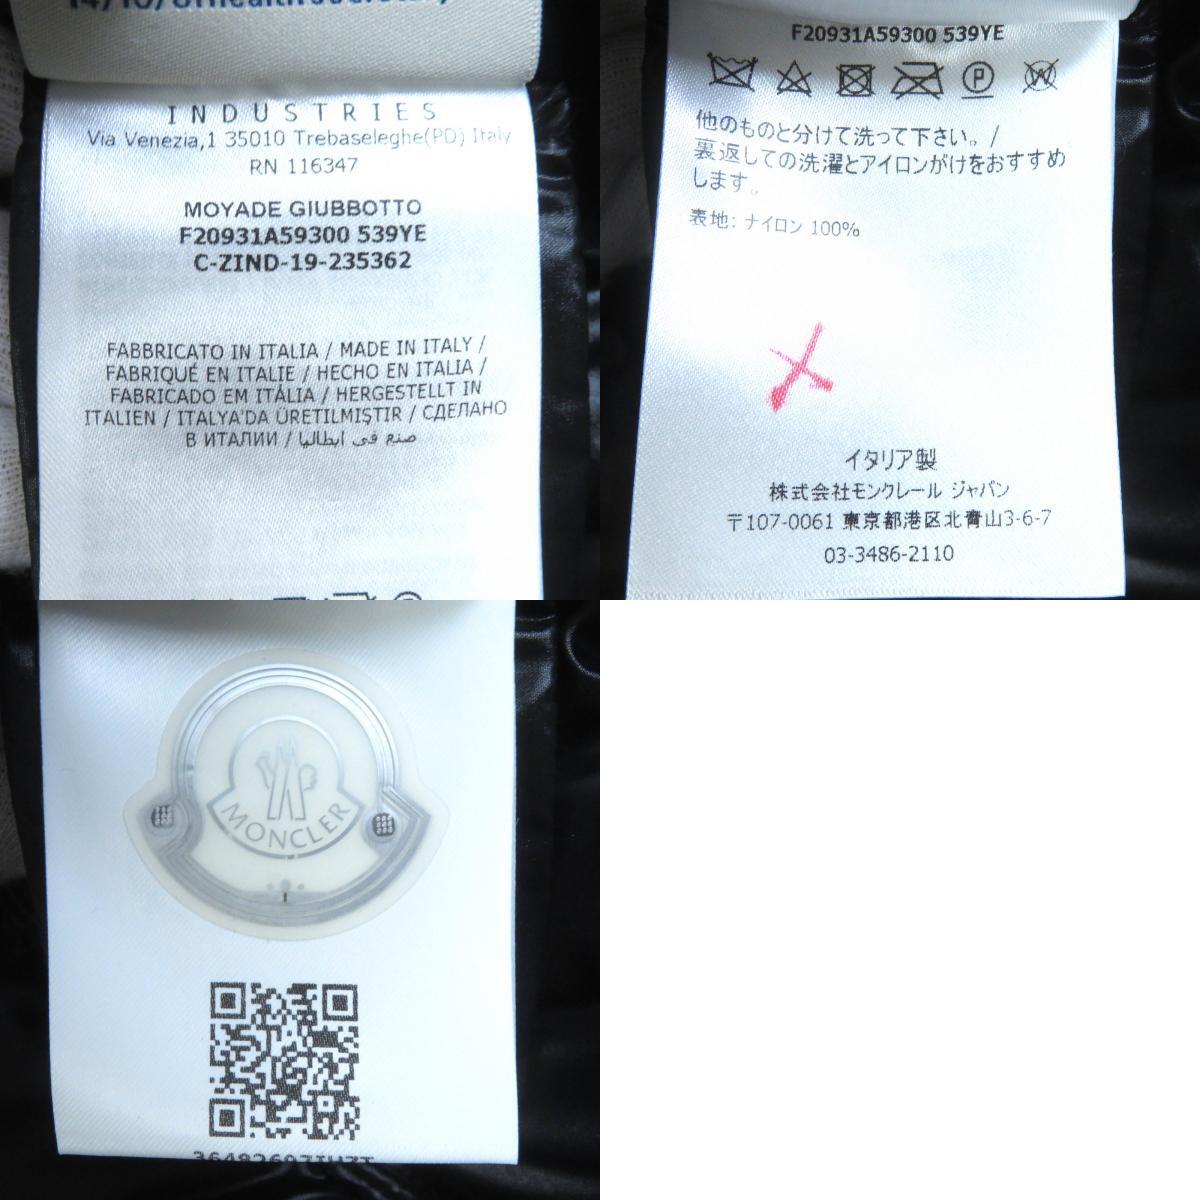 INDUSTRIES
Via Venezia,1 35010 Trebaseleghe(PD) Italy
RN 116347
MOYADE GIUBBOTTO
F20931A59300 539YE
C-ZIND-19-235362
FABBRICATO IN ITALIA / MADE IN ITALY /
FABRIQUÉ EN ITALIE / HECHO EN ITALIA /
FABRICADO EM ITÁLIA / HERGESTELLT IN
ITALIEN / ITALYA'DA ÜRETILMIŞTIR / СДЕЛАНО
В ИТАЛИИ / صنع في ايطاليا
F20931A59300 539YE
P
W
他のものと分けて洗って下さい。/
裏返しての洗濯とアイロンがけをおすすめ
します。
表地: ナイロン 100%
イタリア製
株式会社モンクレール ジャパン
〒107-0061 東京都港区北青山3-6-7
03-3486-2110
M
MONCLER